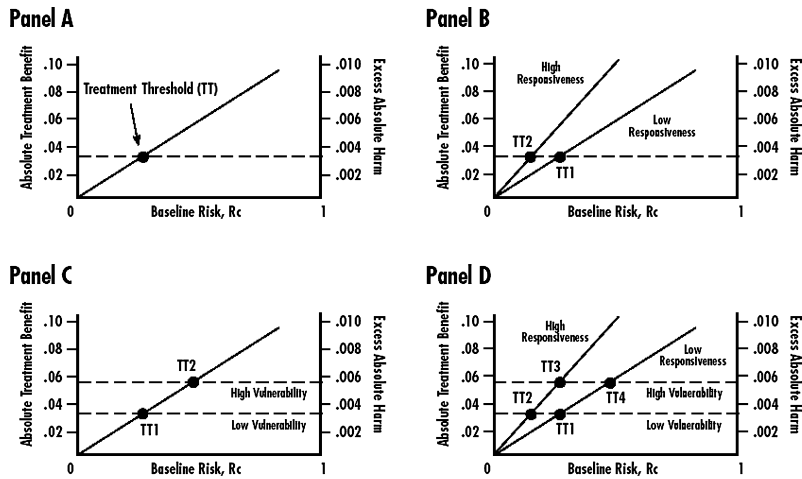 Panel A
Absolute Treatment Benefit
.10
.08
.06
.04
.02
Treatment Threshold (TT)
.010
.008
.006
.004
.002
Excess Absolute Harm
0
Baseline Risk, Rc
1
Panel B
Absolute Treatment Benefit
.10
.08
.06
.04
.02
High
Responsiveness
Low
Responsiveness
TT2
TT1
.010
.008
.006
.004
.002
Excess Absolute Harm
0
Baseline Risk, Rc
1
Panel C
Absolute Treatment Benefit
.10
.08
.06
.04
.02
TT2
High Vulnerability
TT1
Low Vulnerability
.010
.008
.006
.004
.002
Excess Absolute Harm
0
Baseline Risk, Rc
1
Panel D
Absolute Treatment Benefit
.10
.08
.06
.04
.02
High
Responsiveness
Low
Responsiveness
TT3
TT2
TT4
High Vulnerability
TT1
Low Vulnerability
.010
.008
.006
.004
.002
Excess Absolute Harm
0
Baseline Risk, Rc
1